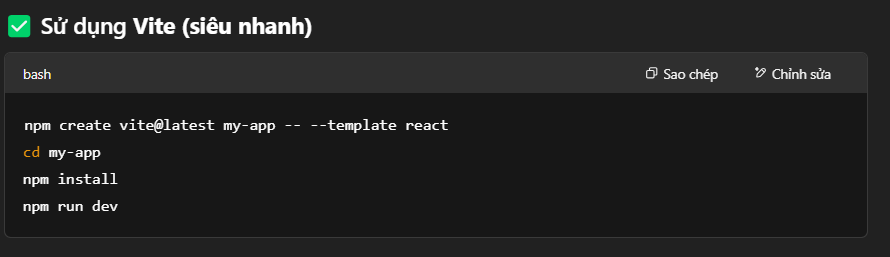 ✅ Sử dụng Vite (siêu nhanh)
bash Sao chép Chỉnh sửa
npm create vite@latest my-app -- --template react
cd my-app
npm install
npm run dev